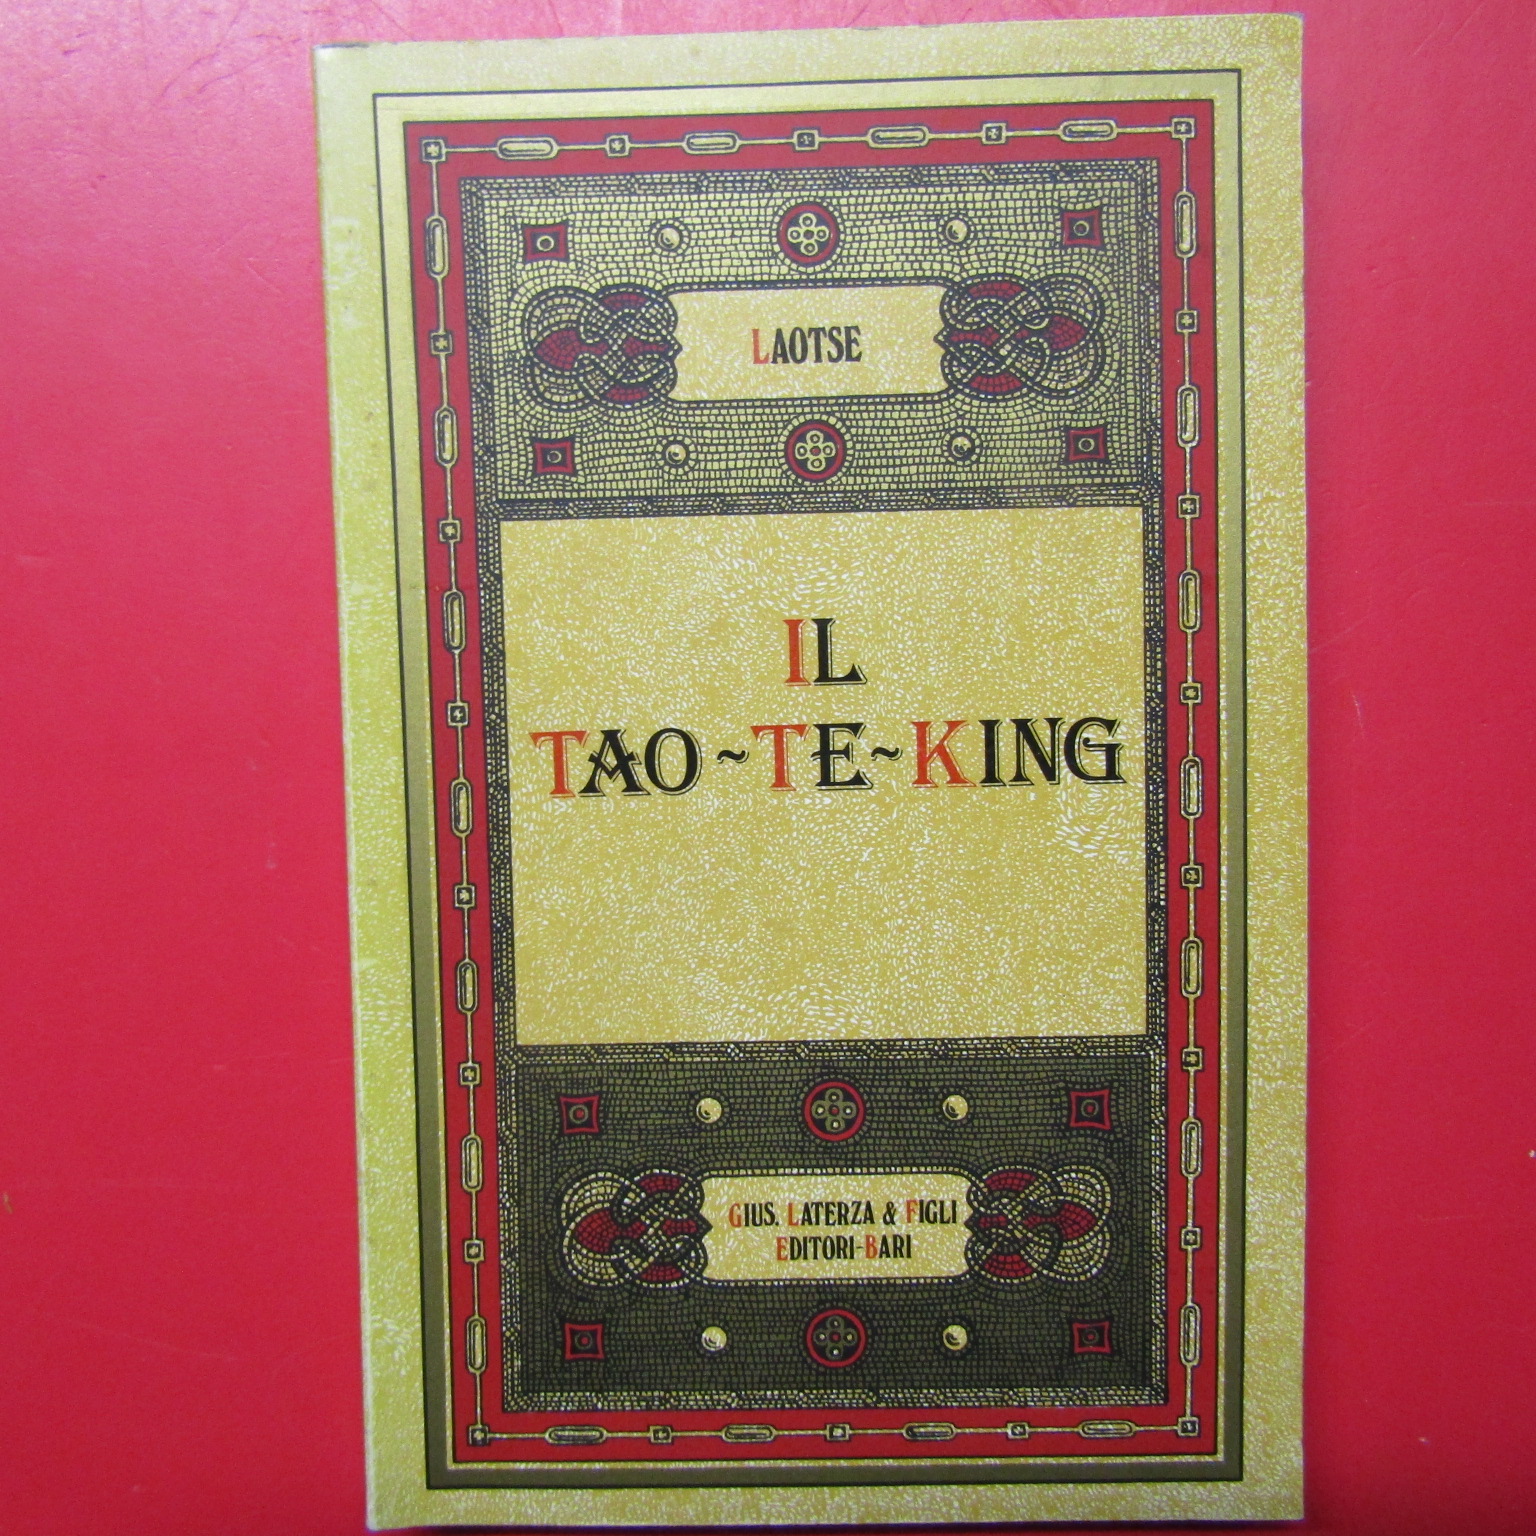 LAOTSE
IL
TAO~TE~KING
GIUS. LATERZA & FIGLI
EDITORI-BARI